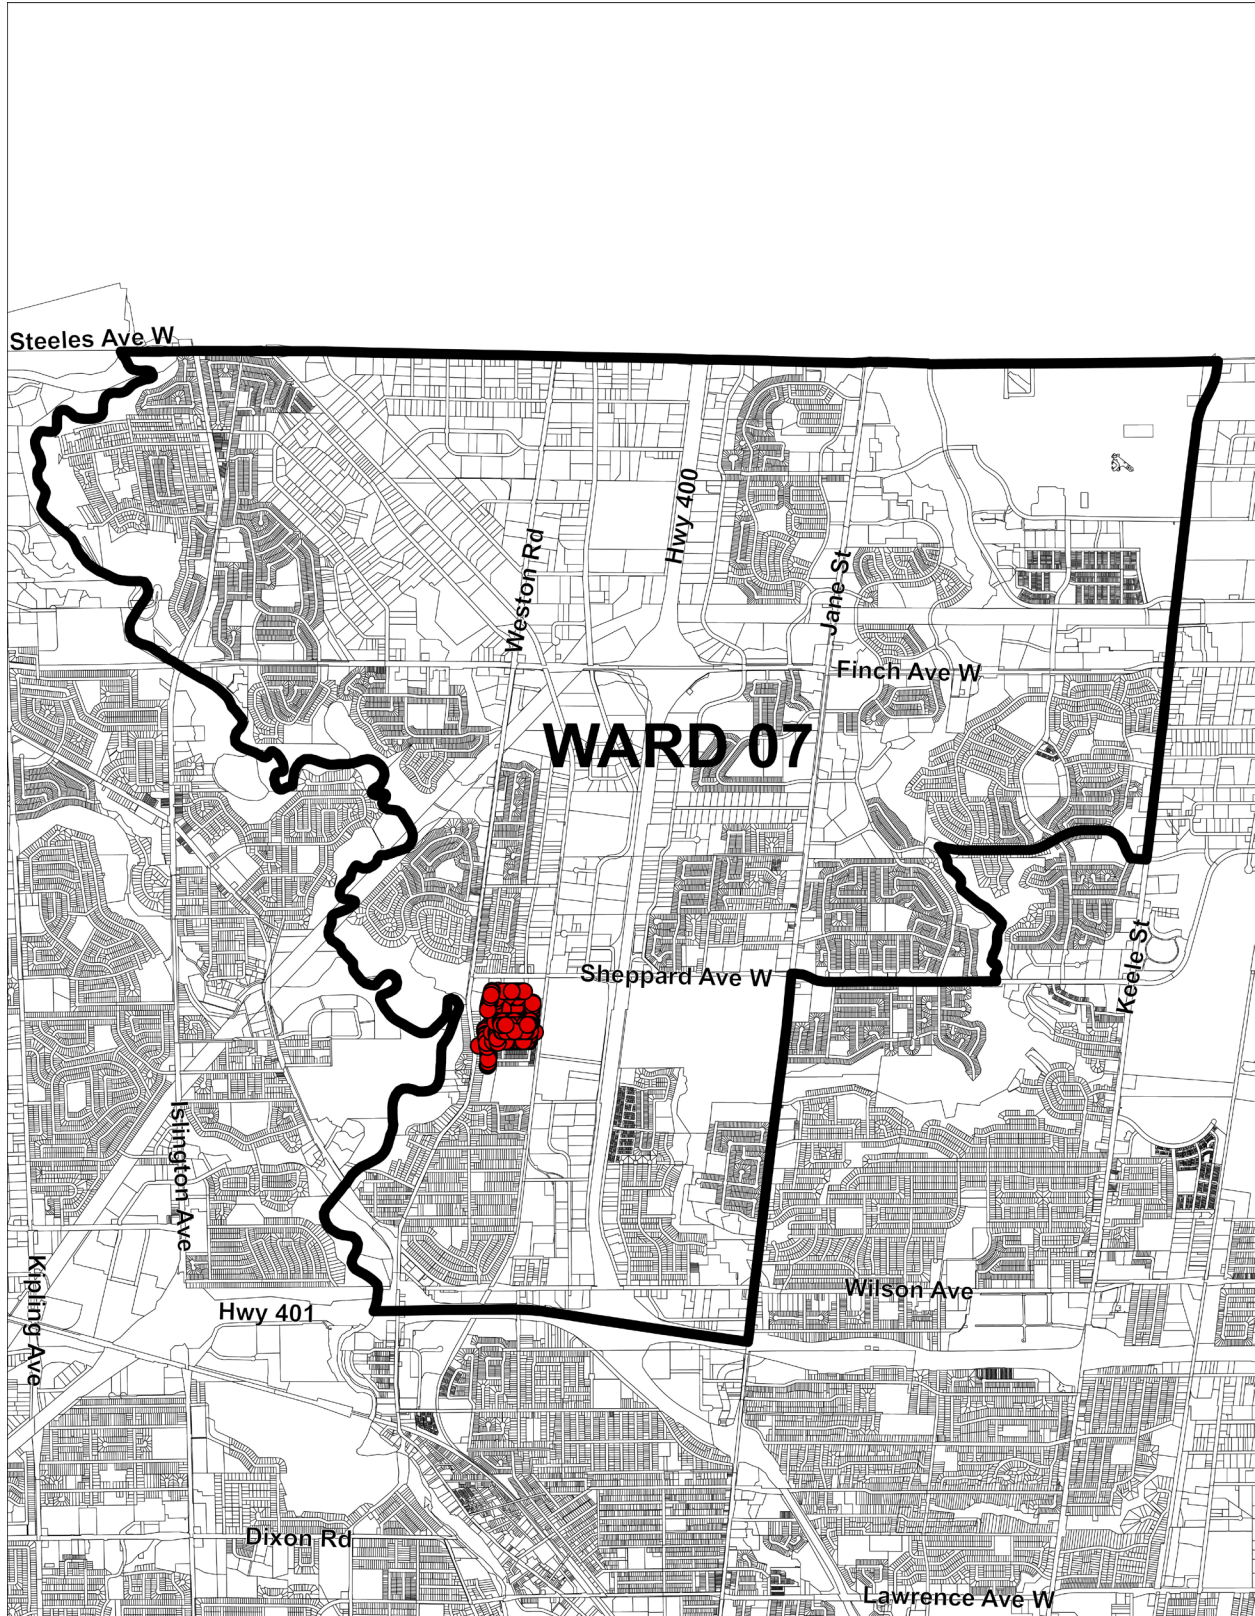 Steeles Ave W
Hwy 400
Weston Rd
Jane St
Finch Ave W
WARD 07
Sheppard Ave W
Keele St
Islington Ave
Kipling Ave
Wilson Ave
Hwy 401
Dixon Rd
Lawrence Ave W